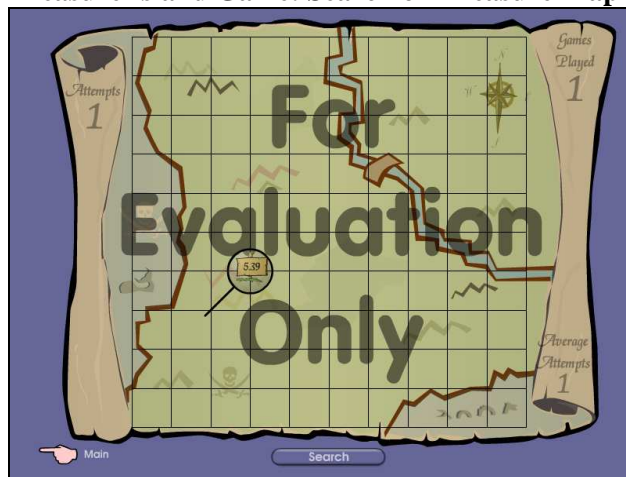 Attempts
1
Games
Played
1
N
For
Evaluation
Only
5.39
Average
Attempts
1
Main
Search